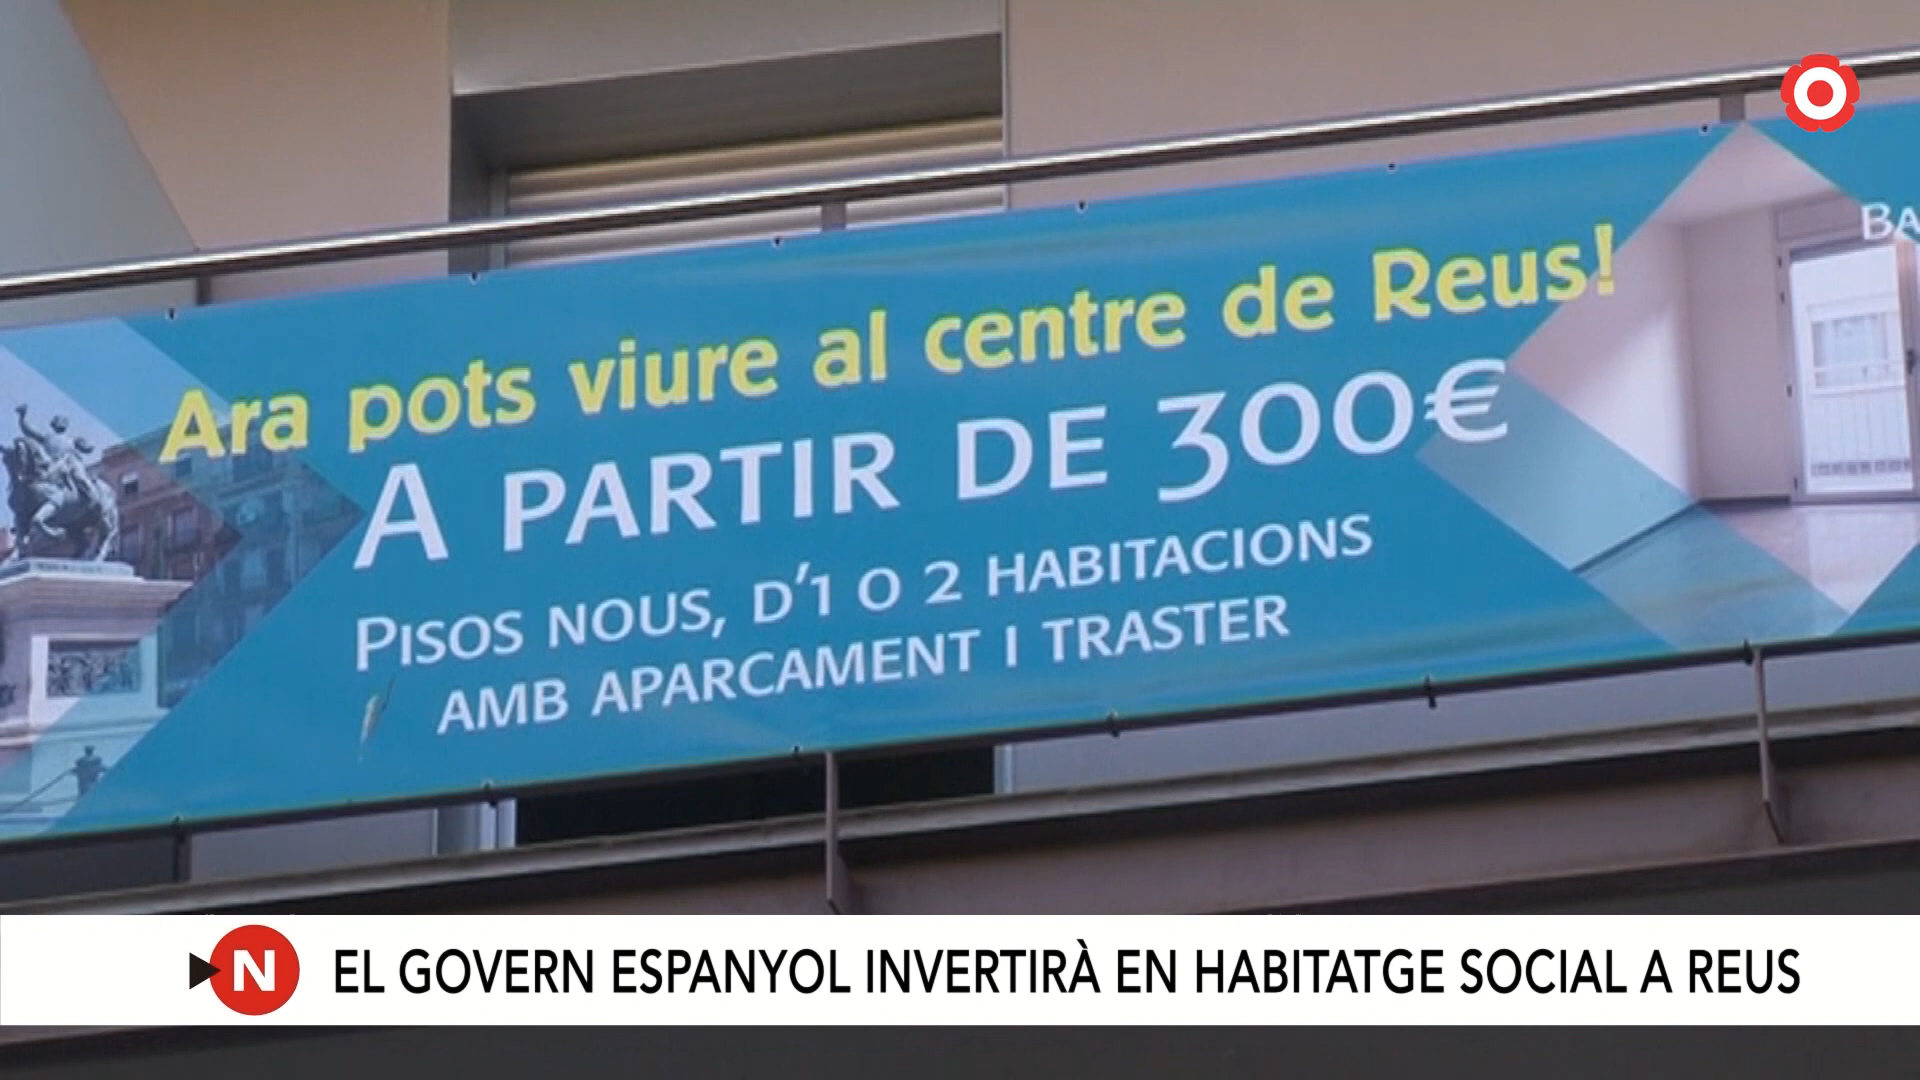 Ara pots viure al centre de Reus!
A PARTIR DE 300€
PISOS NOUS, D'1 O 2 HABITACIONS
AMB APARCAMENT I TRASTER
N EL GOVERN ESPANYOL INVERTIRÀ EN HABITATGE SOCIAL A REUS